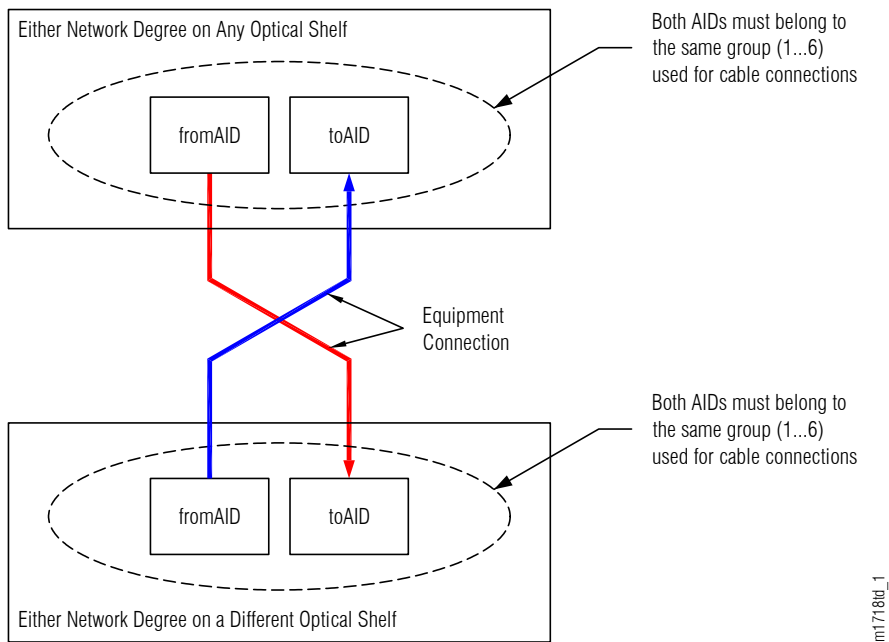 Either Network Degree on Any Optical Shelf
Both AIDs must belong to
the same group (1...6)
used for cable connections
fromAID
toAID
Equipment
Connection
Both AIDs must belong to
the same group (1...6)
used for cable connections
fromAID
toAID
Either Network Degree on a Different Optical Shelf
m1718td_1